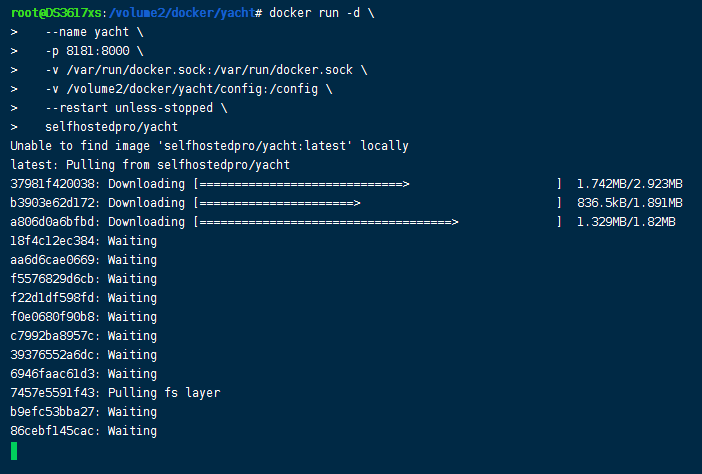 root@DS3617xs:/volume2/docker/yacht# docker run -d \
>    --name yacht \
>    -p 8181:8000 \
>    -v /var/run/docker.sock:/var/run/docker.sock \
>    -v /volume2/docker/yacht/config:/config \
>    --restart unless-stopped \
>    selfhostedpro/yacht
Unable to find image 'selfhostedpro/yacht:latest' locally
latest: Pulling from selfhostedpro/yacht
37981f420038: Downloading [=============================>                     ]  1.742MB/2.923MB
b3903e62d172: Downloading [======================>                            ]  836.5kB/1.891MB
a806d0a6bfbd: Downloading [====================================>              ]  1.329MB/1.82MB
18f4c12ec384: Waiting
aa6d6cae0669: Waiting
f5576829d6cb: Waiting
f22d1df598fd: Waiting
f0e0680f90b8: Waiting
c7992ba8957c: Waiting
39376552a6dc: Waiting
6946faac61d3: Waiting
7457e5591f43: Pulling fs layer
b9efc53bba27: Waiting
86cebf145cac: Waiting